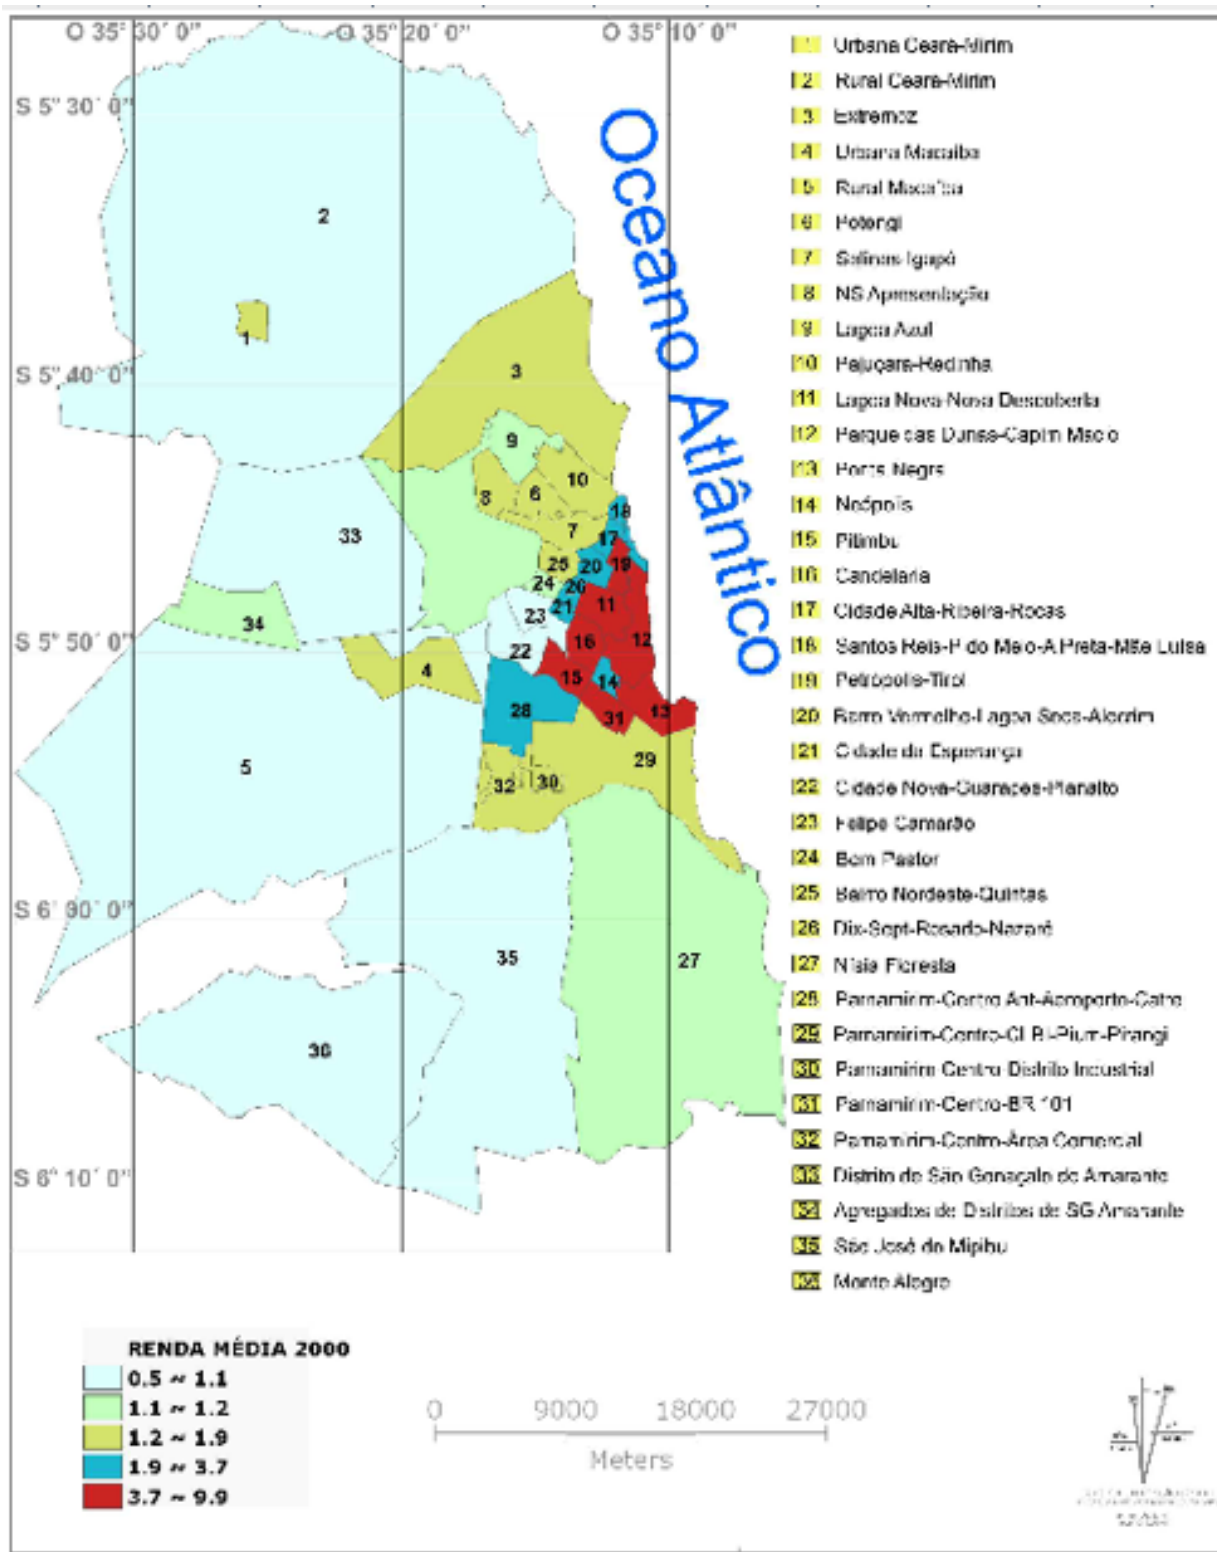 O 35° 30´ 0" O 35° 20´ 0" O 35° 10´ 0"
S 5° 30´ 0"
S 5° 40´ 0"
S 5° 50´ 0"
S 6° 30´ 0"
S 6° 10´ 0"
Oceano Atlântico
2
1
3
9
10
8
6
7
18
17
33
25
20
19
24
26
34
23
21
11
22
16
12
4
15
14
28
31
13
5
29
32
30
35
27
36
1 Urbana Ceará-Mirim
2 Rural Ceará-Mirim
3 Extremoz
4 Urbana Macaíba
5 Rural Macaíba
6 Potengi
7 Salinas-Igapó
8 NS Apresentação
9 Lagoa Azul
10 Pajuçara-Redinha
11 Lagoa Nova-Nova Descoberta
12 Parque das Dunas-Capim Macio
13 Ponta Negra
14 Neópolis
15 Pitimbu
16 Candelaria
17 Cidade Alta-Ribeira-Rocas
18 Santos Reis-P do Meio-A Preta-Mãe Luisa
19 Petrópolis-Tirol
20 Barro Vermelho-Lagoa Seca-Alecrim
21 Cidade da Esperança
22 Cidade Nova-Guarapes-Planalto
23 Felipe Camarão
24 Bom Pastor
25 Bairro Nordeste-Quintas
26 Dix-Sept-Rosado-Nazaré
27 Nísia Floresta
28 Parnamirim-Centro Ant-Aeroporto-Catre
29 Parnamirim-Centro-CLBI-Pium-Pirangi
30 Parnamirim-Centro-Distrito Industrial
31 Parnamirim-Centro-BR 101
32 Parnamirim-Centro-Área Comercial
33 Distrito de São Gonaçalo do Amarante
34 Agregados de Distritos de SG Amarante
35 São José do Mipibu
36 Monte Alegre
RENDA MÉDIA 2000
0.5 ~ 1.1
1.1 ~ 1.2
1.2 ~ 1.9
1.9 ~ 3.7
3.7 ~ 9.9
0 9000 18000 27000
Meters